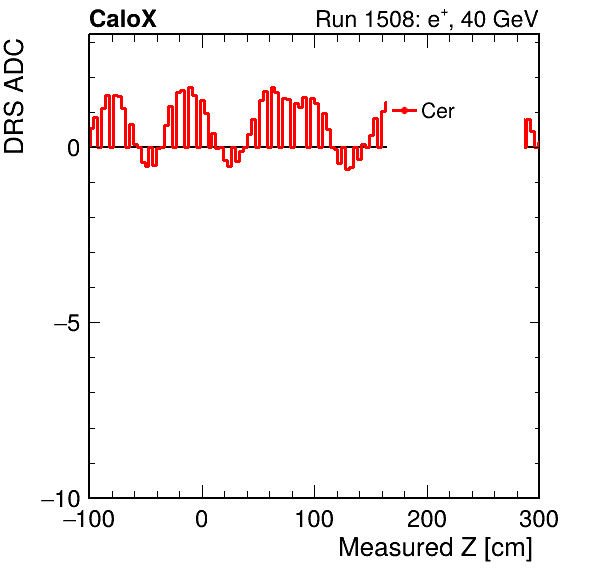 CaloX Run 1508: e⁺, 40 GeV
DRS ADC
Cer
0
−5
−10
−100 0 100 200 300
Measured Z [cm]